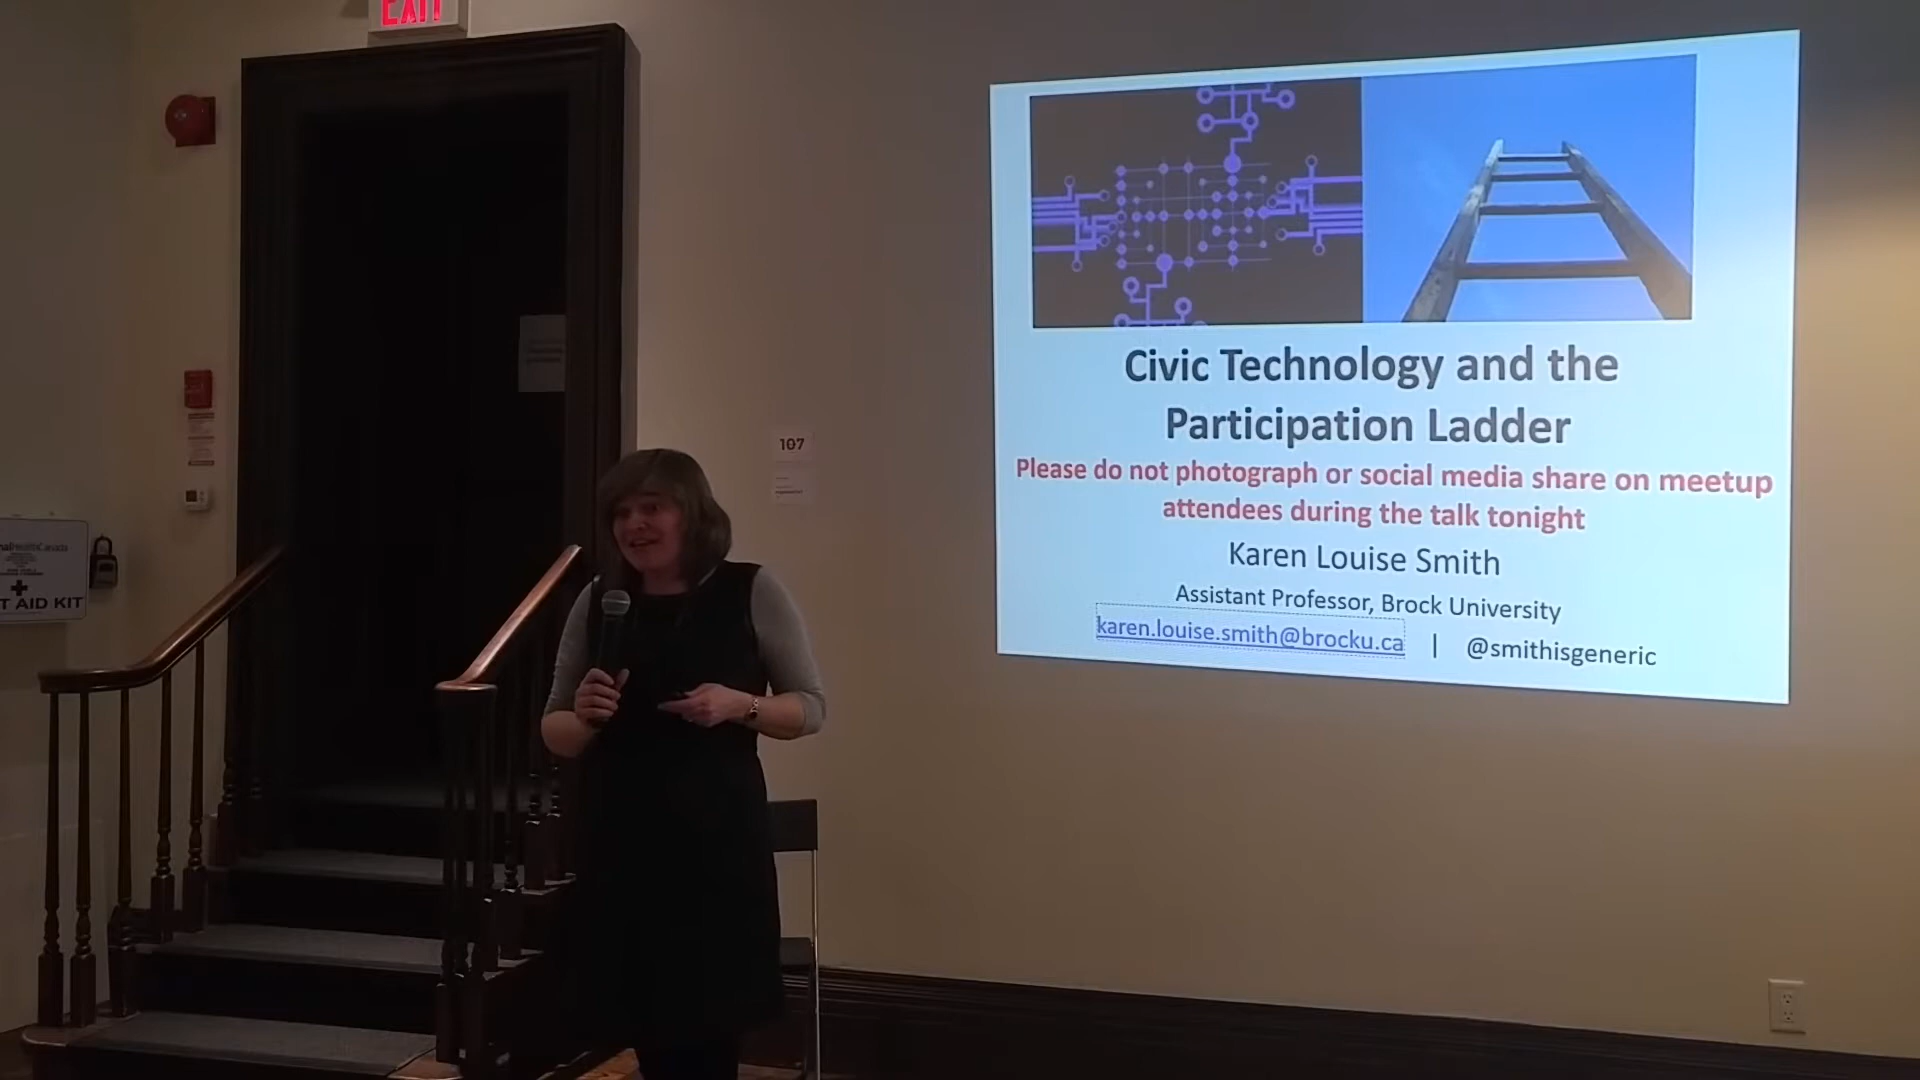 EXIT
107
T AID KIT
Civic Technology and the
Participation Ladder
Please do not photograph or social media share on meetup
attendees during the talk tonight
Karen Louise Smith
Assistant Professor, Brock University
karen.louise.smith@brocku.ca | @smithisgeneric